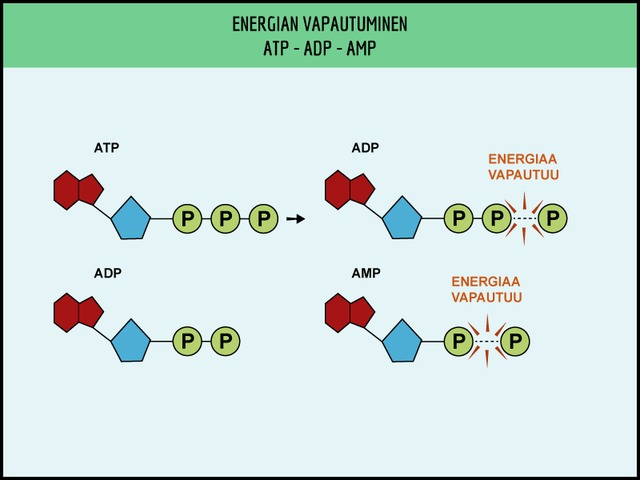 ENERGIAN VAPAUTUMINEN
ATP - ADP - AMP
ATP
ADP
ENERGIAA
VAPAUTUU
P P P
P P P
ADP
AMP
ENERGIAA
VAPAUTUU
P P
P P